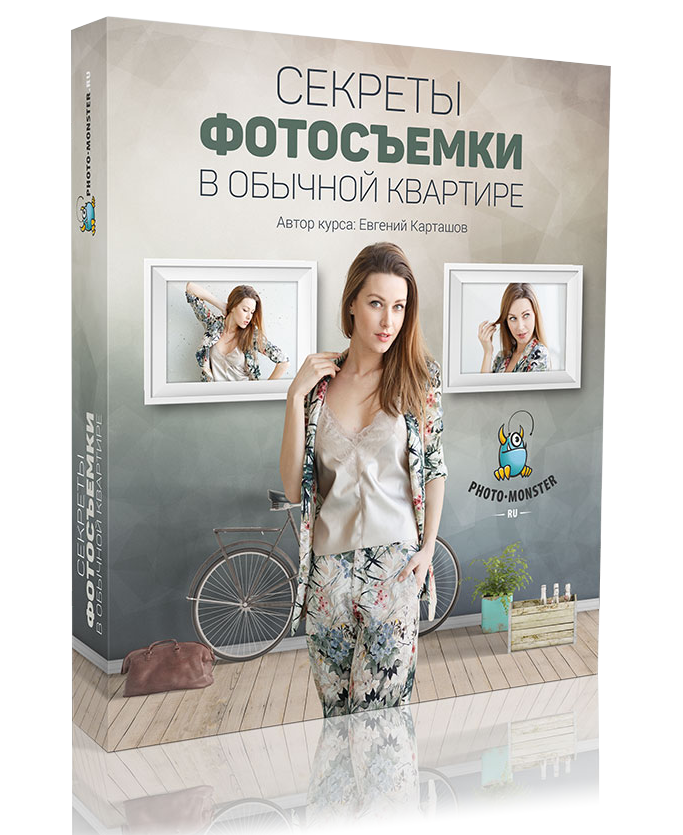 СЕКРЕТЫ
ФОТОСЪЕМКИ
В ОБЫЧНОЙ КВАРТИРЕ
Автор курса: Евгений Карташов
PHOTO•MONSTER
RU
PHOTO•MONSTER.RU
СЕКРЕТЫ
ФОТОСЪЕМКИ
В ОБЫЧНОЙ КВАРТИРЕ